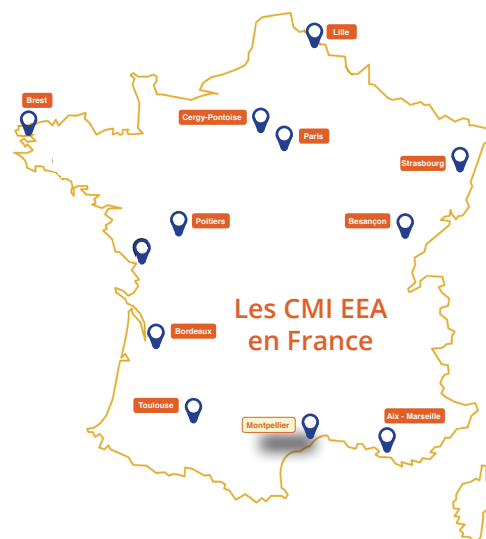 Lille
Brest
Cergy-Pontoise
Paris
Strasbourg
Poitiers
Besançon
Les CMI EEA
en France
Bordeaux
Toulouse
Aix - Marseille
Montpellier